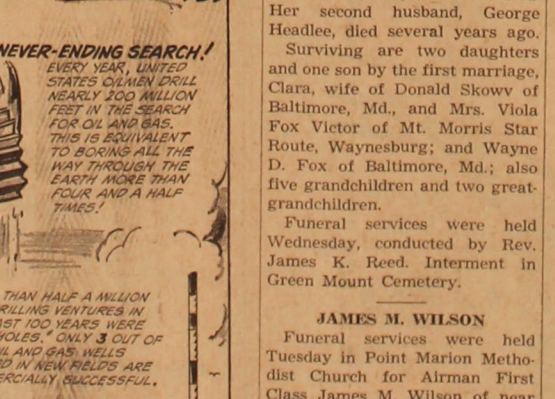 NEVER-ENDING SEARCH!
EVERY YEAR, UNITED
STATES OILMEN DRILL
NEARLY 200 MILLION
FEET IN THE SEARCH
FOR OIL AND GAS.
THIS IS EQUIVALENT
TO BORING ALL THE
WAY THROUGH THE
EARTH MORE THAN
FOUR AND A HALF
TIMES!
THAN HALF A MILLION
RILLING VENTURES IN
AST 100 YEARS WERE
HOLES." ONLY 3 OUT OF
IL AND GAS WELLS
D IN NEW FIELDS ARE
ERCIALLY SUCCESSFUL.
Her second husband, George
Headlee, died several years ago.
Surviving are two daughters
and one son by the first marriage,
Clara, wife of Donald Skowv of
Baltimore, Md., and Mrs. Viola
Fox Victor of Mt. Morris Star
Route, Waynesburg; and Wayne
D. Fox of Baltimore, Md.; also
five grandchildren and two great-
grandchildren.
Funeral services were held
Wednesday, conducted by Rev.
James K. Reed. Interment in
Green Mount Cemetery.
JAMES M. WILSON
Funeral services were held
Tuesday in Point Marion Metho-
dist Church for Airman First
Class James M. Wilson of near